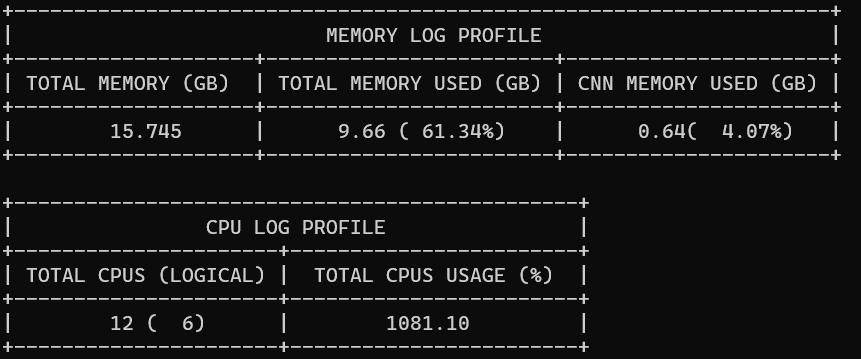 MEMORY LOG PROFILE
TOTAL MEMORY (GB) | TOTAL MEMORY USED (GB) | CNN MEMORY USED (GB)
15.745 | 9.66 ( 61.34%) | 0.64(  4.07%)
CPU LOG PROFILE
TOTAL CPUS (LOGICAL) | TOTAL CPUS USAGE (%)
12 (  6) | 1081.10